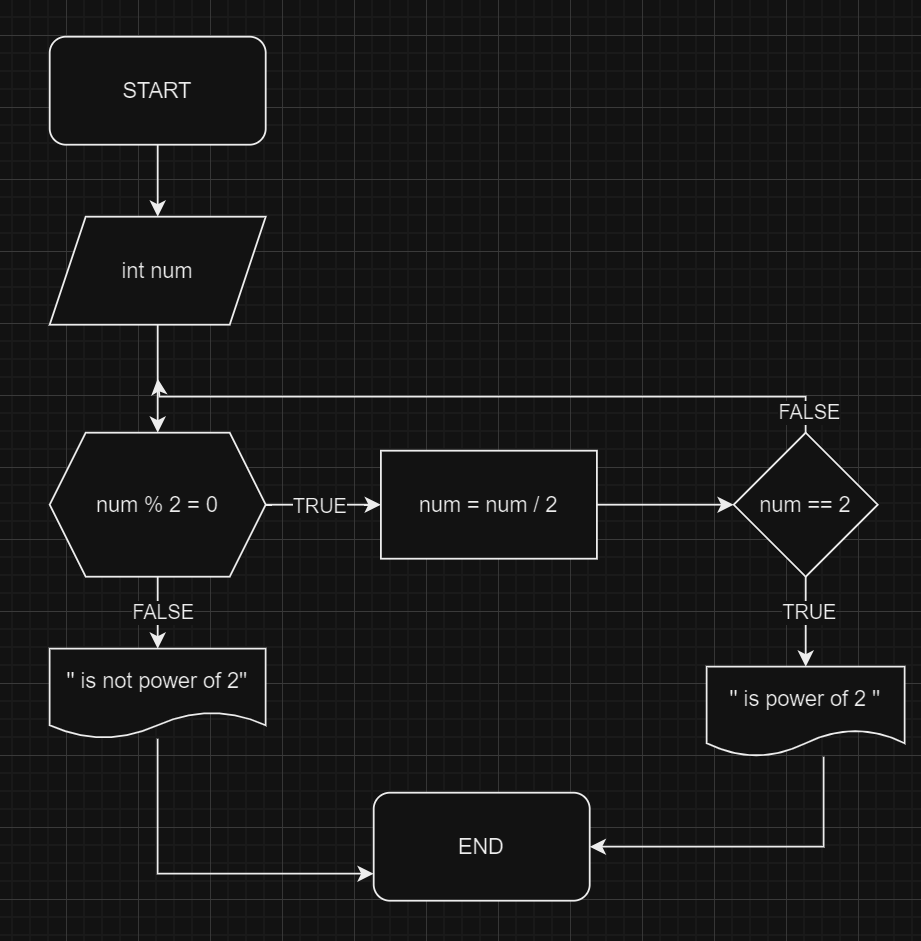 START
int num
FALSE
num % 2 = 0
TRUE
num = num / 2
num == 2
FALSE
TRUE
" is not power of 2"
" is power of 2 "
END